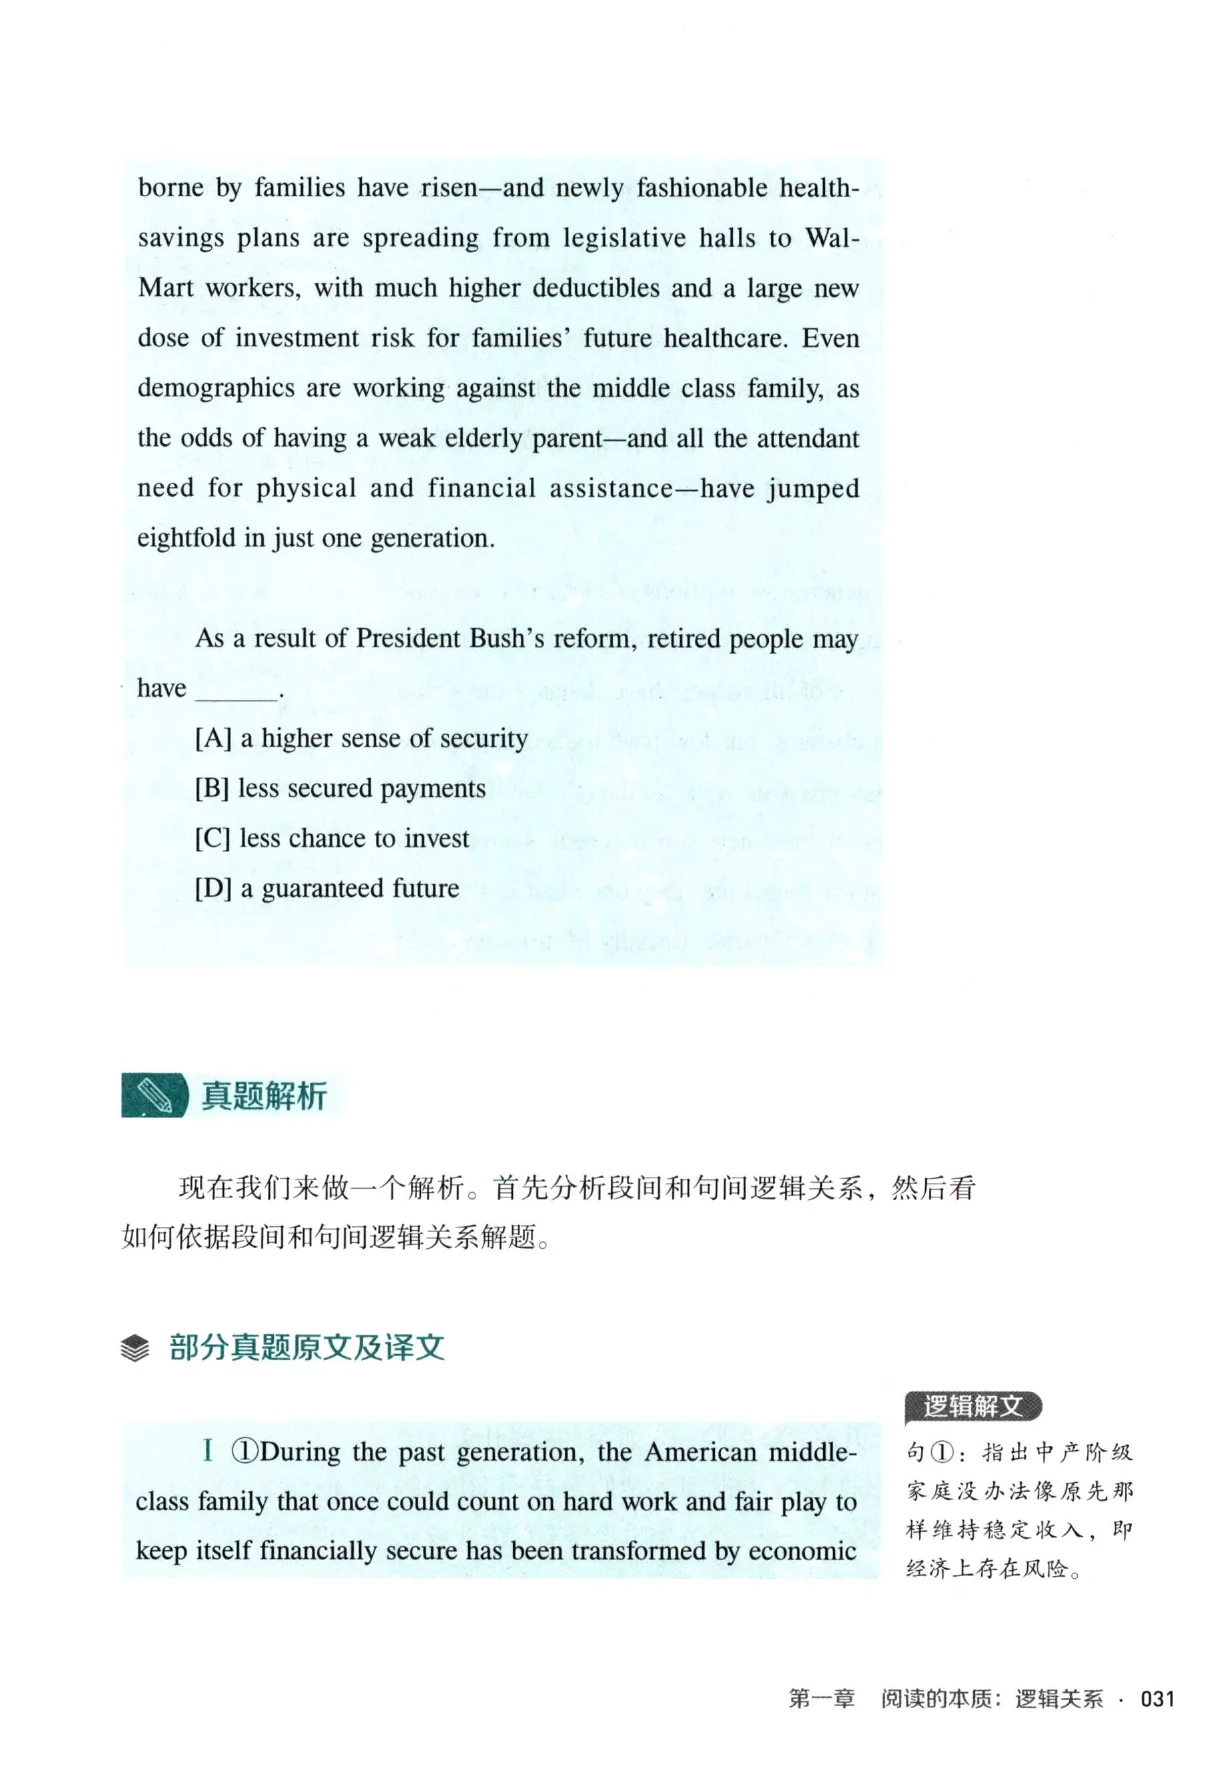 borne by families have risen—and newly fashionable health-
savings plans are spreading from legislative halls to Wal-
Mart workers, with much higher deductibles and a large new
dose of investment risk for families' future healthcare. Even
demographics are working against the middle class family, as
the odds of having a weak elderly parent—and all the attendant
need for physical and financial assistance—have jumped
eightfold in just one generation.
As a result of President Bush's reform, retired people may
have ______.
[A] a higher sense of security
[B] less secured payments
[C] less chance to invest
[D] a guaranteed future
真题解析
现在我们来做一个解析。首先分析段间和句间逻辑关系，然后看
如何依据段间和句间逻辑关系解题。
部分真题原文及译文
I ①During the past generation, the American middle-
class family that once could count on hard work and fair play to
keep itself financially secure has been transformed by economic
逻辑解文
句①：指出中产阶级
家庭没办法像原先那
样维持稳定收入，即
经济上存在风险。
第一章 阅读的本质：逻辑关系 · 031